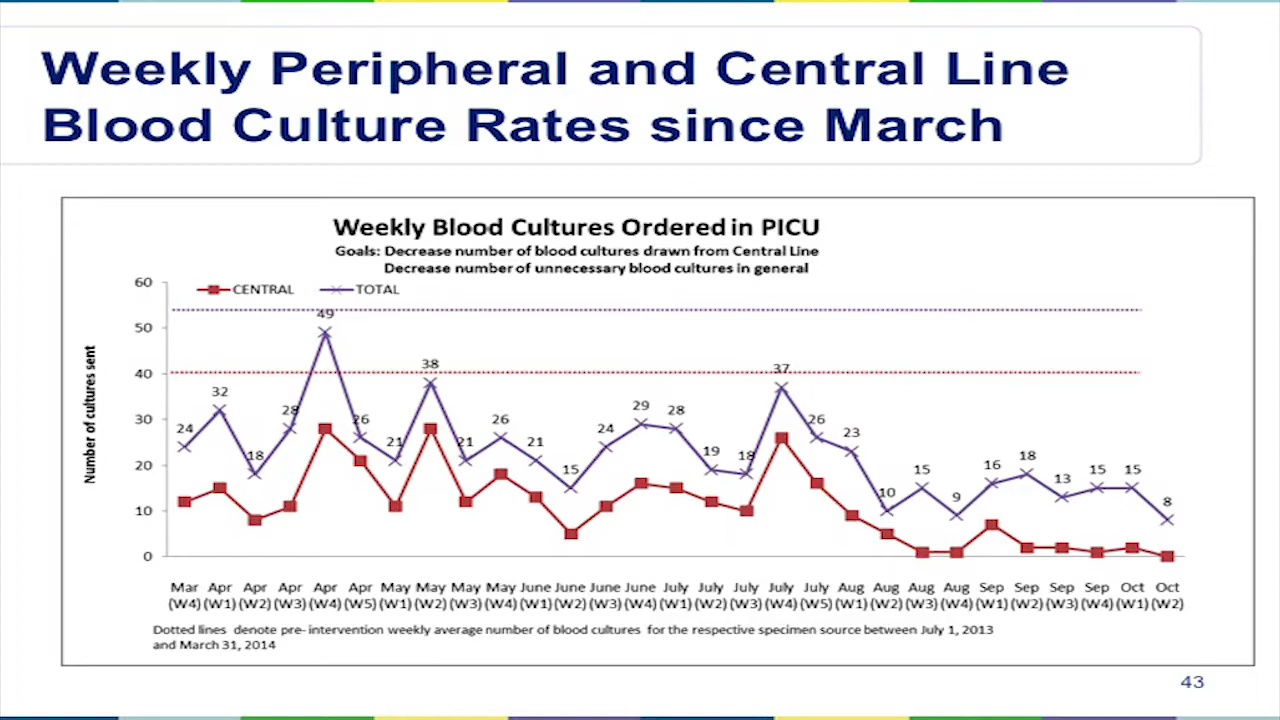 Weekly Peripheral and Central Line
Blood Culture Rates since March
Weekly Blood Cultures Ordered in PICU
Goals: Decrease number of blood cultures drawn from Central Line
Decrease number of unnecessary blood cultures in general
CENTRAL TOTAL
Number of cultures sent
60
50
40
30
20
10
0
24 32 18 28 49 26 21 38 21 26 21 15 24 29 28 19 18 37 26 23 10 15 9 16 18 13 15 15 8
Mar Apr Apr Apr Apr Apr May May May May June June June June July July July July July Aug Aug Aug Aug Sep Sep Sep Sep Oct Oct
(W4) (W1) (W2) (W3) (W4) (W5) (W1) (W2) (W3) (W4) (W1) (W2) (W3) (W4) (W1) (W2) (W3) (W4) (W5) (W1) (W2) (W3) (W4) (W1) (W2) (W3) (W4) (W1) (W2)
Dotted lines denote pre-intervention weekly average number of blood cultures for the respective specimen source between July 1, 2013
and March 31, 2014
43